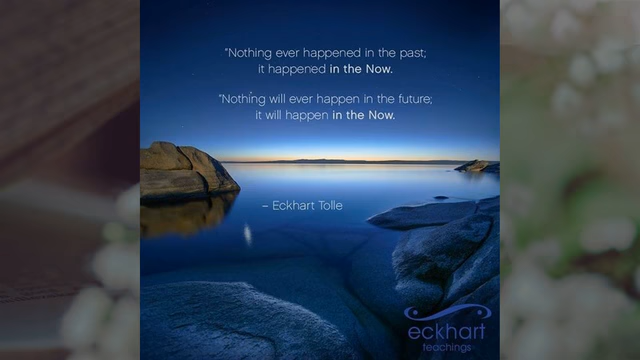 "Nothing ever happened in the past;
it happened in the Now.
"Nothing will ever happen in the future;
it will happen in the Now.
– Eckhart Tolle
eckhart
teachings